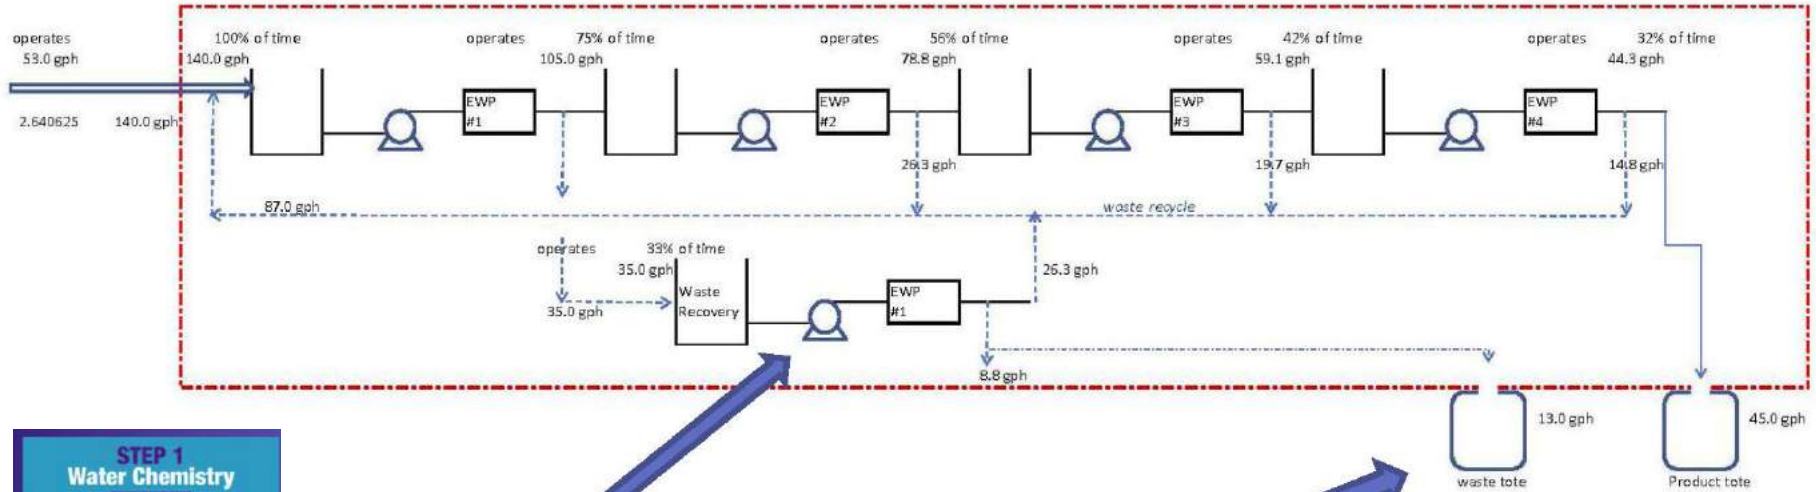 operates 100% of time operates 75% of time operates 56% of time operates 42% of time operates 32% of time
53.0 gph 140.0 gph 105.0 gph 78.8 gph 59.1 gph 44.3 gph
EWP EWP EWP EWP
#1 #2 #3 #4
2.640625 140.0 gph
26.3 gph 19.7 gph 14.8 gph
87.0 gph waste recycle
operates 33% of time
35.0 gph 26.3 gph
Waste EWP
35.0 gph Recovery #1
8.8 gph
13.0 gph 45.0 gph
STEP 1
Water Chemistry
waste tote Product tote